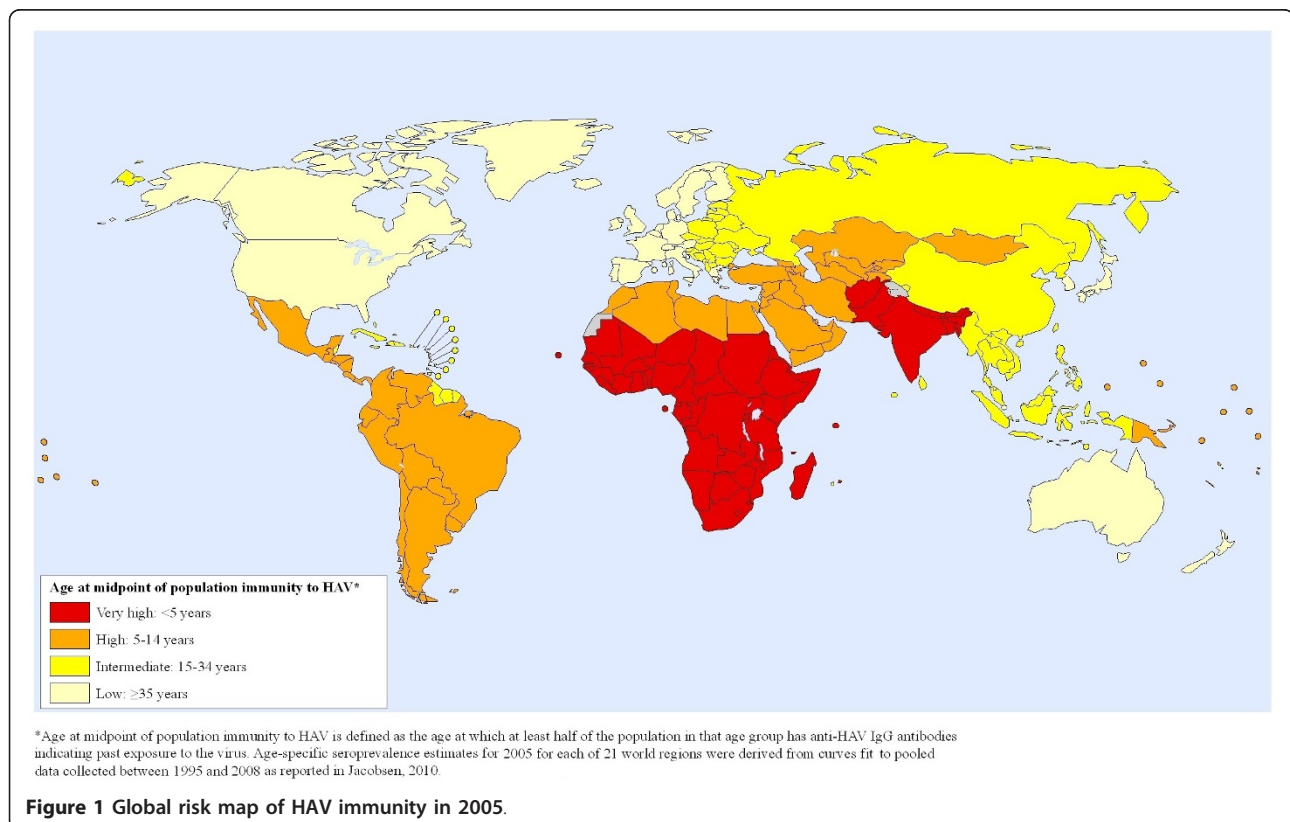 Age at midpoint of population immunity to HAV*
Very high: <5 years
High: 5-14 years
Intermediate: 15-34 years
Low: ≥35 years
*Age at midpoint of population immunity to HAV is defined as the age at which at least half of the population in that age group has anti-HAV IgG antibodies
indicating past exposure to the virus. Age-specific seroprevalence estimates for 2005 for each of 21 world regions were derived from curves fit to pooled
data collected between 1995 and 2008 as reported in Jacobsen, 2010.
Figure 1 Global risk map of HAV immunity in 2005.